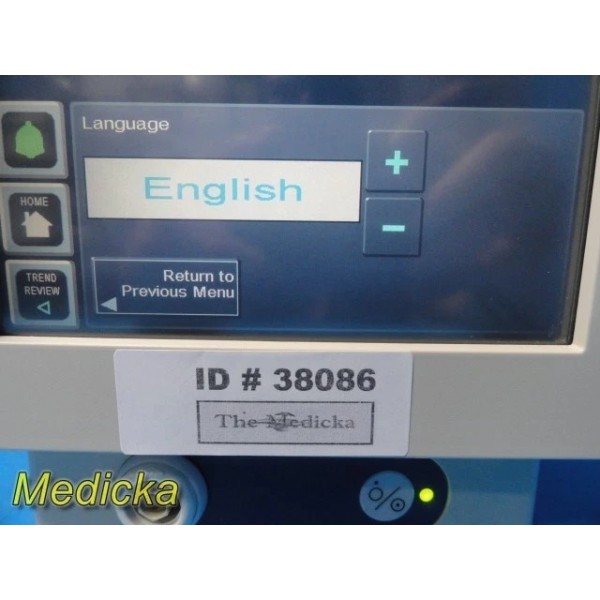 Language
English
+
-
HOME
TREND
REVIEW
Return to
Previous Menu
ID # 38086
The Medicka
Medicka